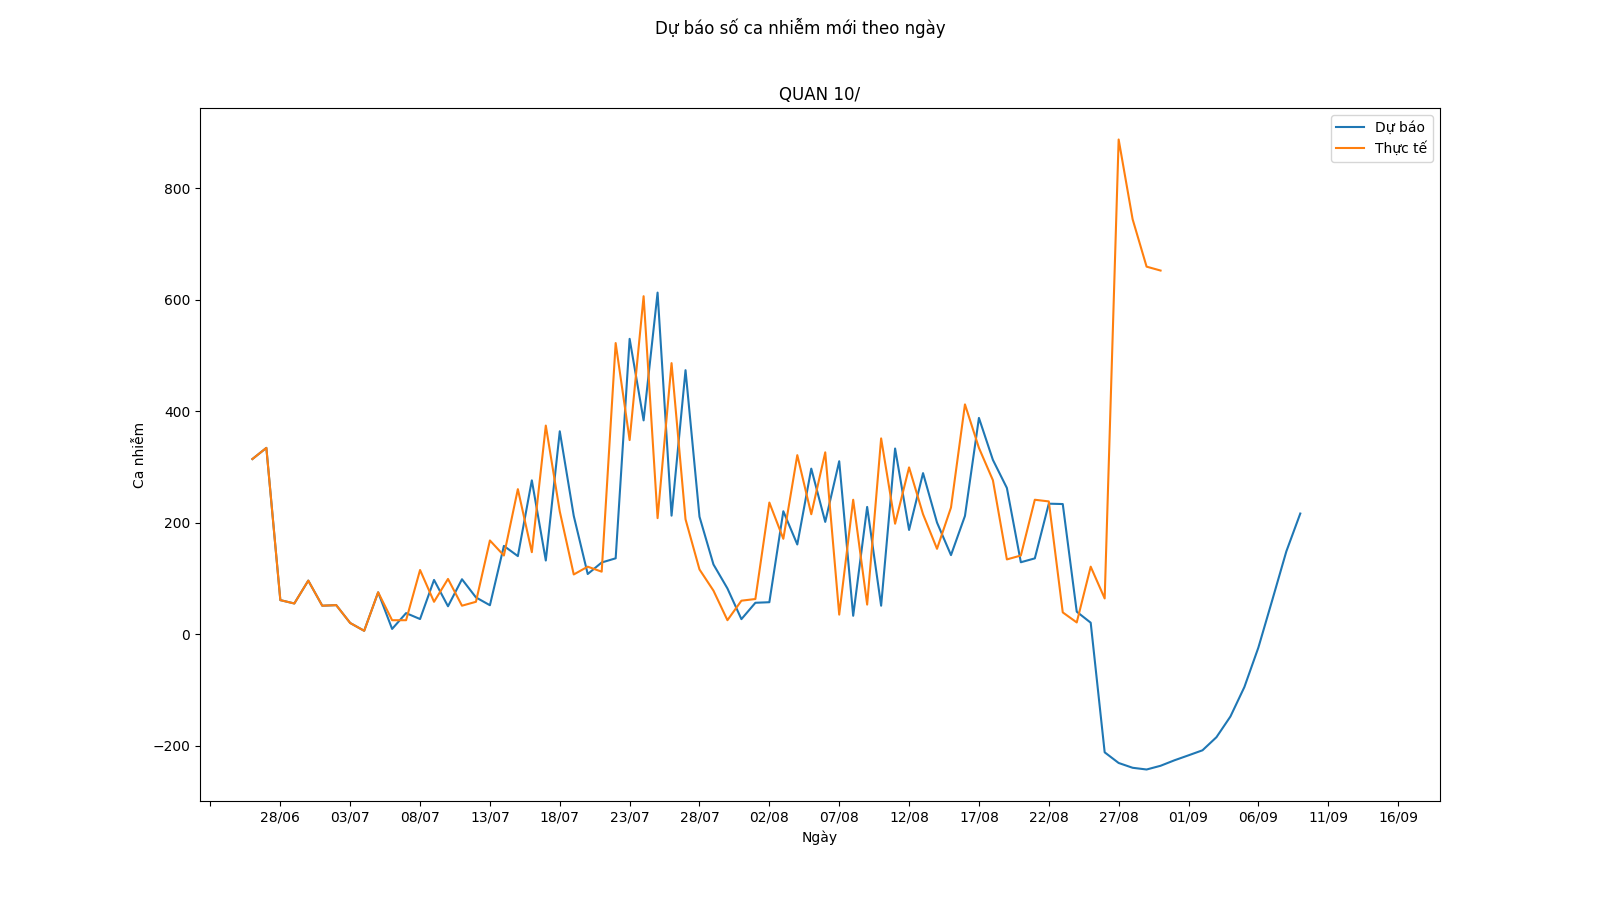 Dự báo số ca nhiễm mới theo ngày
QUAN 10/
Dự báo
Thực tế
800
600
400
200
0
−200
Ca nhiễm
28/06 03/07 08/07 13/07 18/07 23/07 28/07 02/08 07/08 12/08 17/08 22/08 27/08 01/09 06/09 11/09 16/09
Ngày